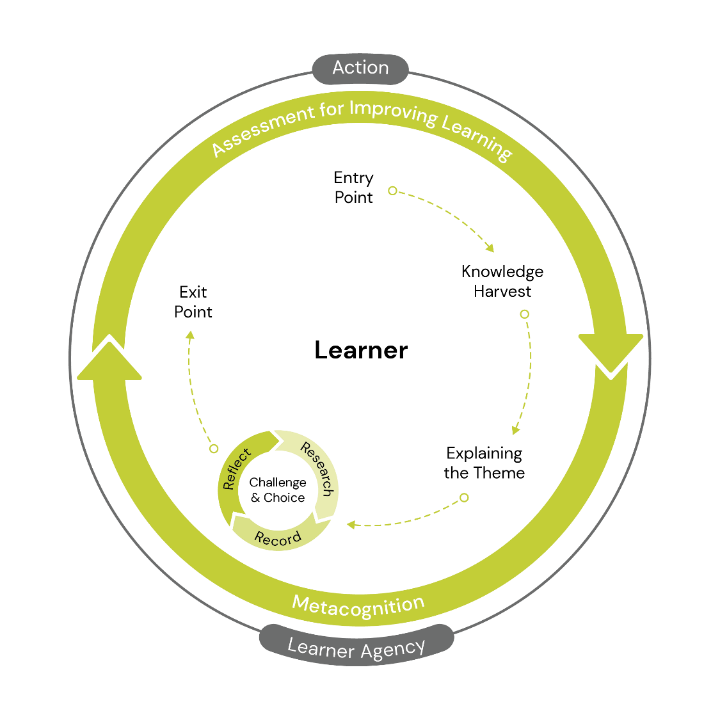 Action
Assessment for Improving Learning
Entry
Point
Knowledge
Harvest
Exit
Point
Learner
Explaining
the Theme
Reflect
Research
Challenge
& Choice
Record
Metacognition
Learner Agency